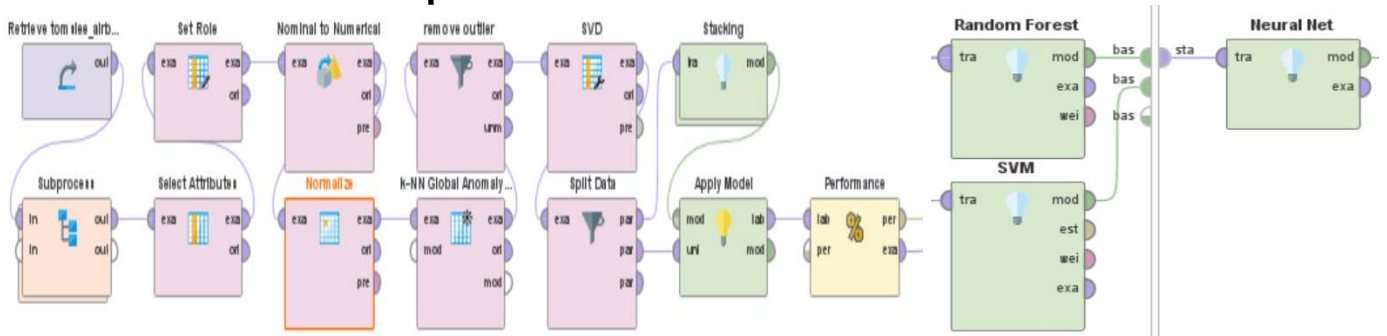 Retrieve tomslee_airb...
out
Set Role
exa exa
ori
Nominal to Numerical
exa exa
ori
pre
remove outlier
exa exa
ori
unm
SVD
exa exa
ori
pre
Stacking
tra mod
Random Forest
tra mod
exa
wei
bas
bas
bas
sta
Neural Net
tra mod
exa
Subprocess
in out
in out
Select Attributes
exa exa
ori
Normalize
exa exa
ori
pre
k-NN Global Anomaly...
exa exa
mod ori
mod
Split Data
exa par
par
par
Apply Model
mod lab
uni mod
Performance
lab per
per exa
%
SVM
tra mod
est
wei
exa